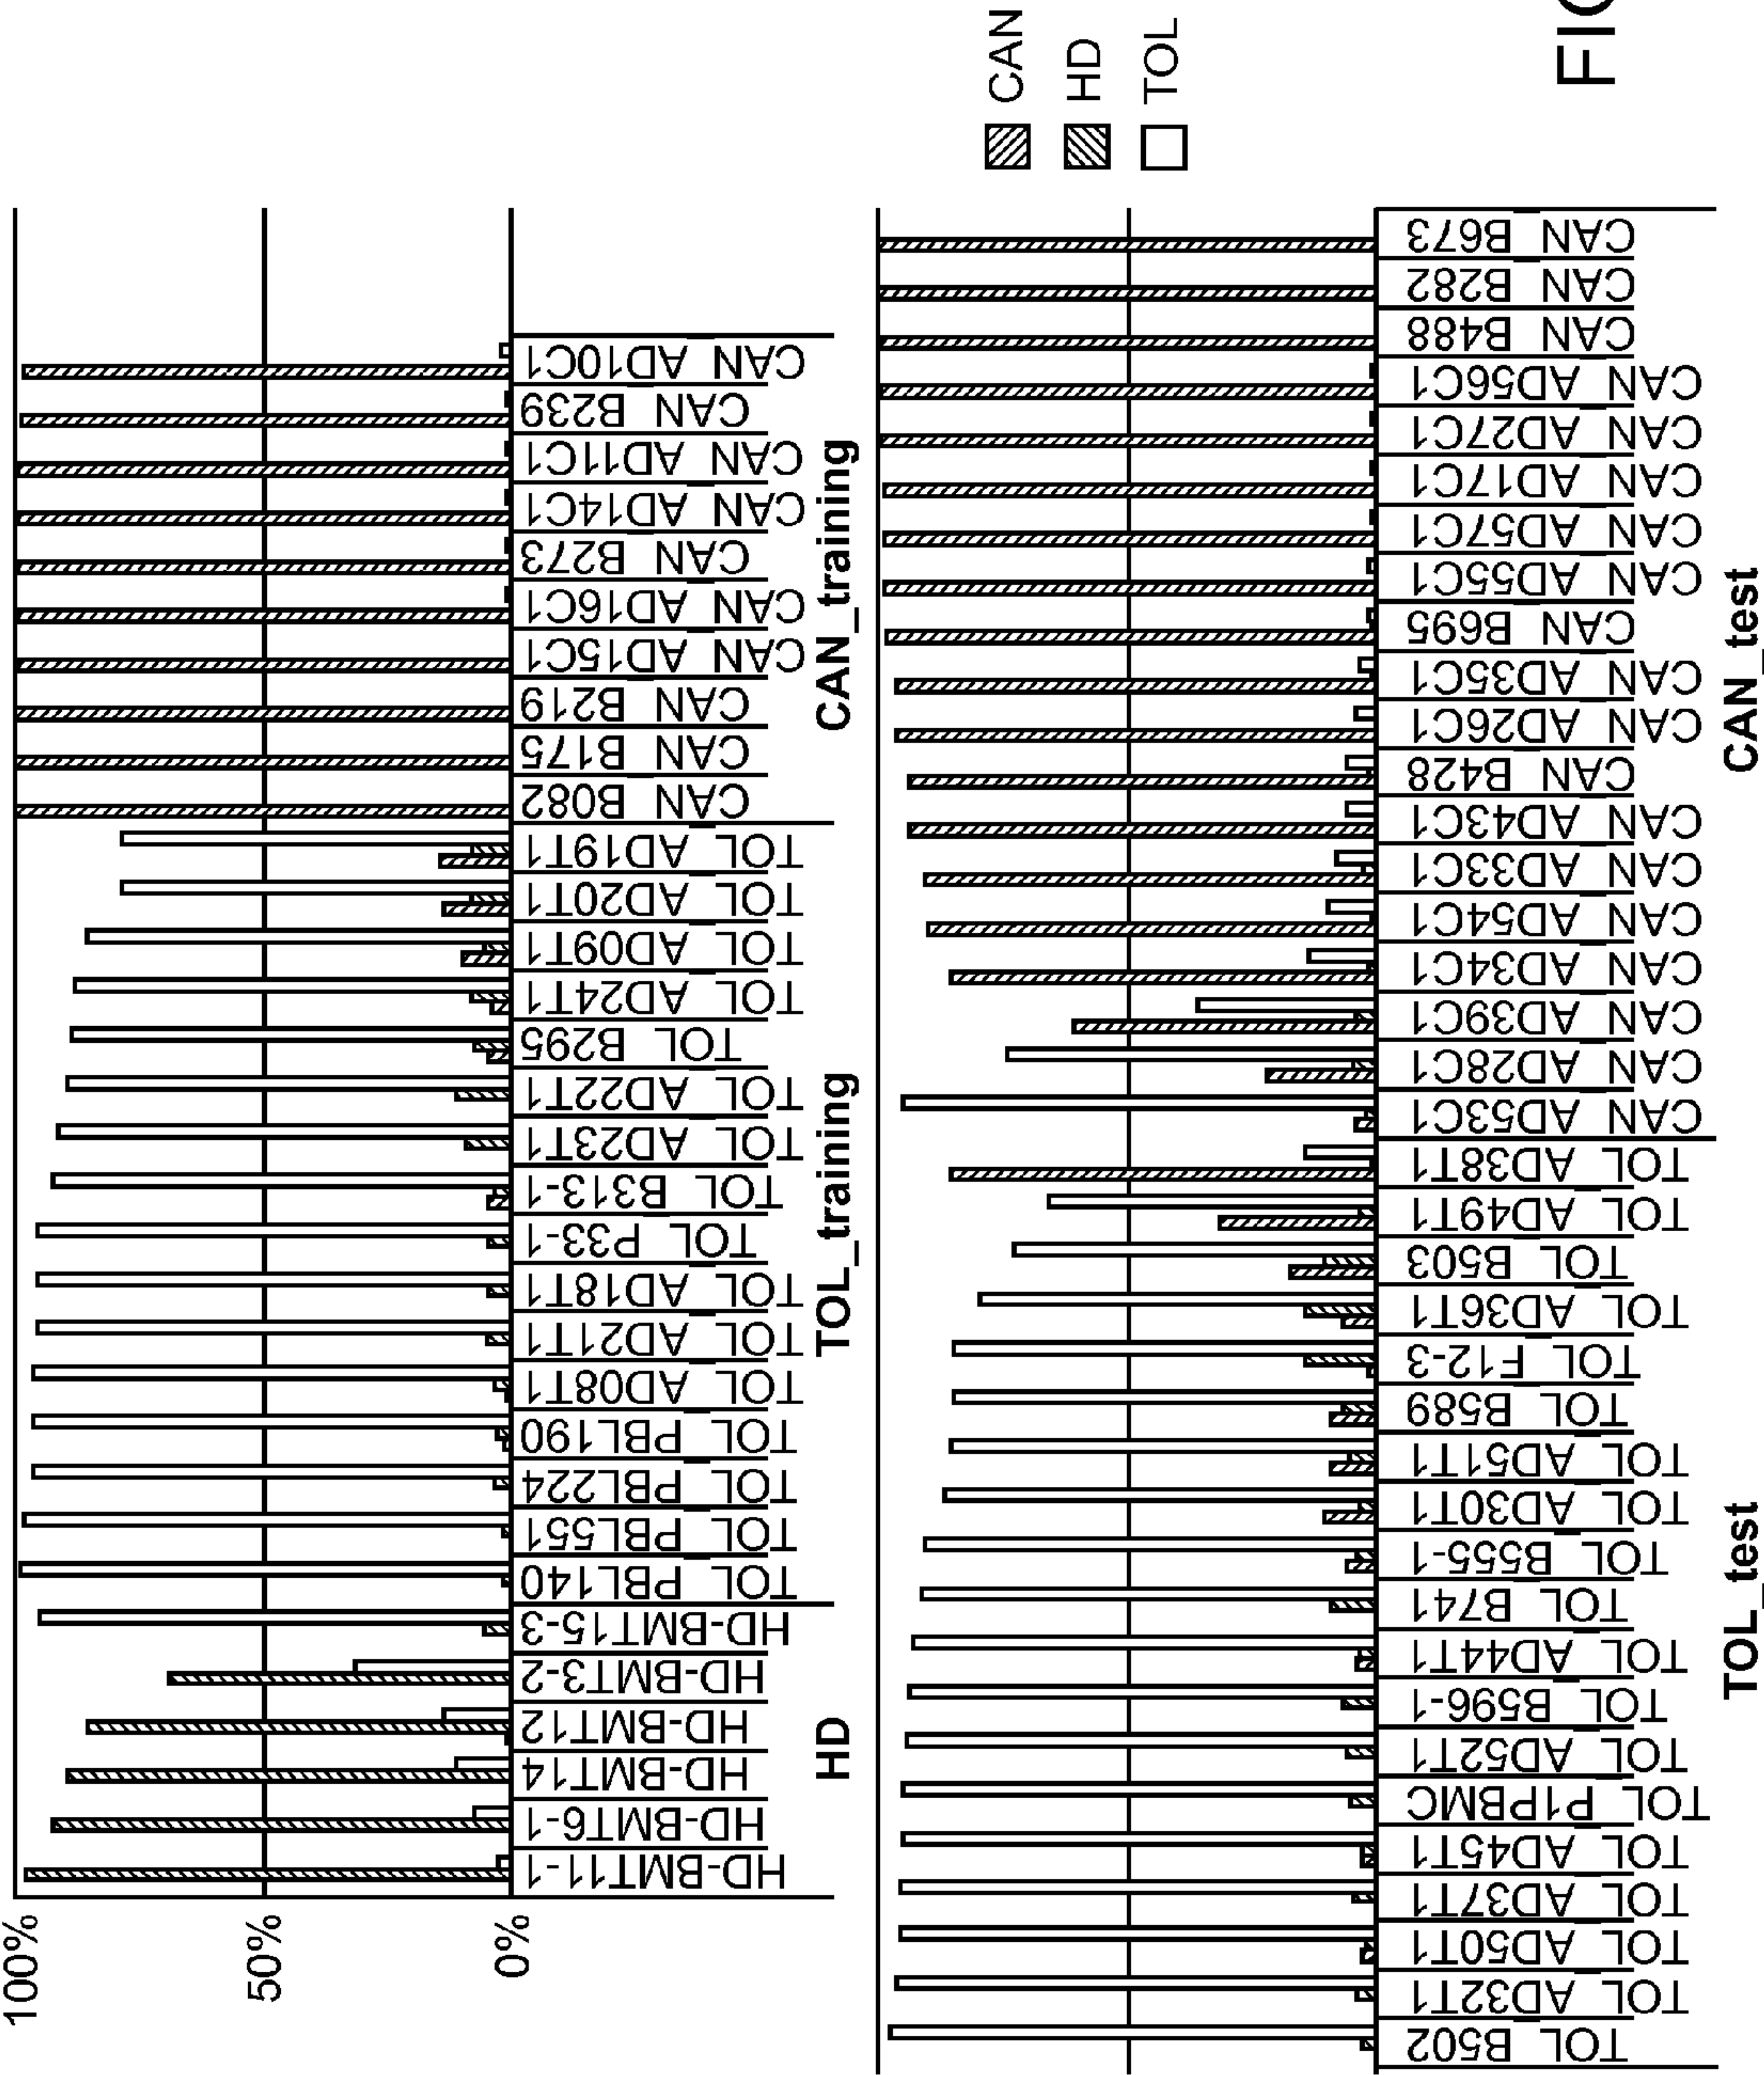 100%
50%
0%
HD-BMT11-1
HD-BMT6-1
HD-BMT14
HD-BMT12
HD-BMT3-2
HD-BMT15-3
TOL_PBL140
TOL_PBL551
TOL_PBL224
TOL_PBL190
TOL_AD08T1
TOL_AD21T1
TOL_AD18T1
TOL_P33-1
TOL_B313-1
TOL_AD23T1
TOL_AD22T1
TOL_B295
TOL_AD24T1
TOL_AD09T1
TOL_AD20T1
TOL_AD19T1
CAN_B082
CAN_B175
CAN_B219
CAN_AD15C1
CAN_AD16C1
CAN_B273
CAN_AD14C1
CAN_AD11C1
CAN_B239
CAN_AD10C1
HD
TOL_training
CAN_training
CAN
HD
TOL
TOL_B502
TOL_AD32T1
TOL_AD50T1
TOL_AD37T1
TOL_AD45T1
TOL_P1PBMC
TOL_AD52T1
TOL_B596-1
TOL_AD44T1
TOL_B741
TOL_B555-1
TOL_AD30T1
TOL_AD51T1
TOL_B589
TOL_F12-3
TOL_AD36T1
TOL_B503
TOL_AD49T1
TOL_AD38T1
CAN_AD53C1
CAN_AD28C1
CAN_AD39C1
CAN_AD34C1
CAN_AD54C1
CAN_AD33C1
CAN_AD43C1
CAN_B428
CAN_AD26C1
CAN_AD35C1
CAN_B695
CAN_AD55C1
CAN_AD57C1
CAN_AD17C1
CAN_AD27C1
CAN_AD56C1
CAN_B488
CAN_B282
CAN_B673
TOL_test
CAN_test